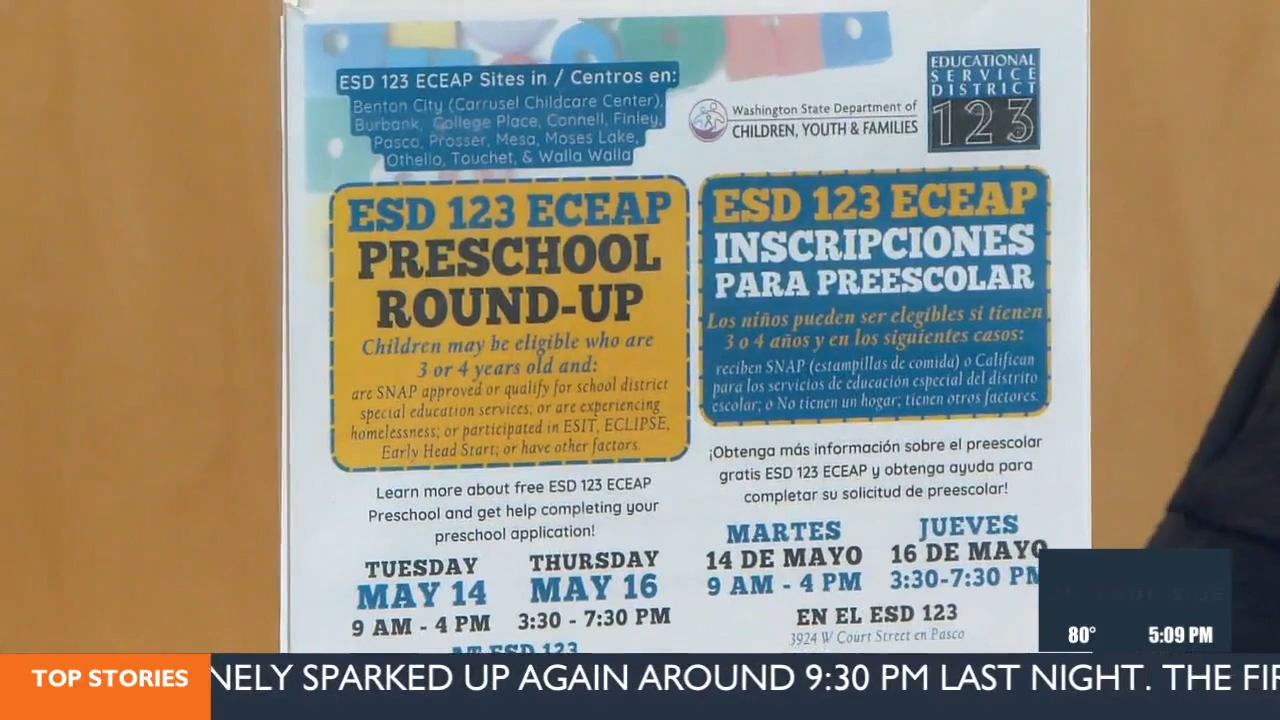 ESD 123 ECEAP Sites in / Centros en:
Benton City (Carrusel Childcare Center),
Burbank, College Place, Connell, Finley,
Pasco, Prosser, Mesa, Moses Lake,
Othello, Touchet, & Walla Walla
Washington State Department of
CHILDREN, YOUTH & FAMILIES
EDUCATIONAL
SERVICE
DISTRICT
123
ESD 123 ECEAP
PRESCHOOL
ROUND-UP
Children may be eligible who are
3 or 4 years old and:
are SNAP approved or qualify for school district
special education services, or are experiencing
homelessness; or participated in ESIT, ECLIPSE,
Early Head Start; or have other factors.
Learn more about free ESD 123 ECEAP
Preschool and get help completing your
preschool application!
TUESDAY
MAY 14
9 AM - 4 PM
THURSDAY
MAY 16
3:30 - 7:30 PM
AT ESD 123
ESD 123 ECEAP
INSCRIPCIONES
PARA PREESCOLAR
Los niños pueden ser elegibles si tienen
3 o 4 años y en los siguientes casos:
reciben SNAP (estampillas de comida) o Califican
para los servicios de educación especial del distrito
escolar; o No tienen un hogar; tienen otros factores.
¡Obtenga más información sobre el preescolar
gratis ESD 123 ECEAP y obtenga ayuda para
completar su solicitud de preescolar!
MARTES
14 DE MAYO
9 AM - 4 PM
JUEVES
16 DE MAYO
3:30-7:30 PM
EN EL ESD 123
3924 W Court Street en Pasco
80° 5:09 PM
TOP STORIES
NELY SPARKED UP AGAIN AROUND 9:30 PM LAST NIGHT. THE FI